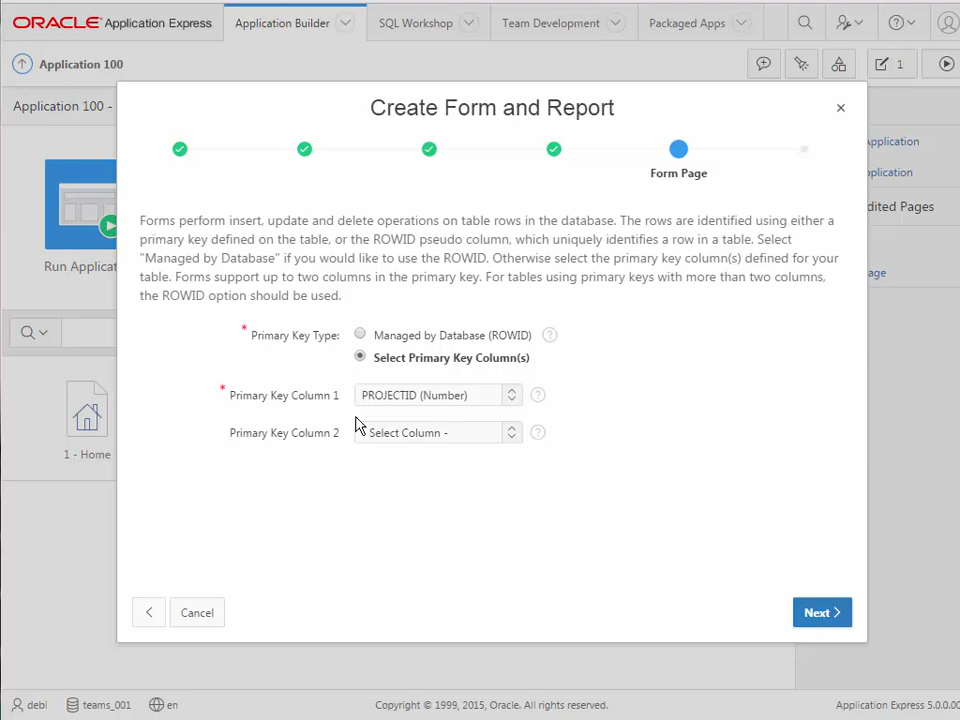 ORACLE Application Express
Application Builder
SQL Workshop
Team Development
Packaged Apps
Application 100
1
Application 100 -
Create Form and Report
Form Page
Forms perform insert, update and delete operations on table rows in the database. The rows are identified using either a
primary key defined on the table, or the ROWID pseudo column, which uniquely identifies a row in a table. Select
"Managed by Database" if you would like to use the ROWID. Otherwise select the primary key column(s) defined for your
table. Forms support up to two columns in the primary key. For tables using primary keys with more than two columns,
the ROWID option should be used.
* Primary Key Type:
Managed by Database (ROWID) ?
Select Primary Key Column(s)
* Primary Key Column 1
PROJECTID (Number) ?
Primary Key Column 2
Select Column - ?
Cancel
Next
Run Applicat
1 - Home
pplication
plication
dited Pages
age
debi
teams_001
en
Copyright © 1999, 2015, Oracle. All rights reserved.
Application Express 5.0.0.00